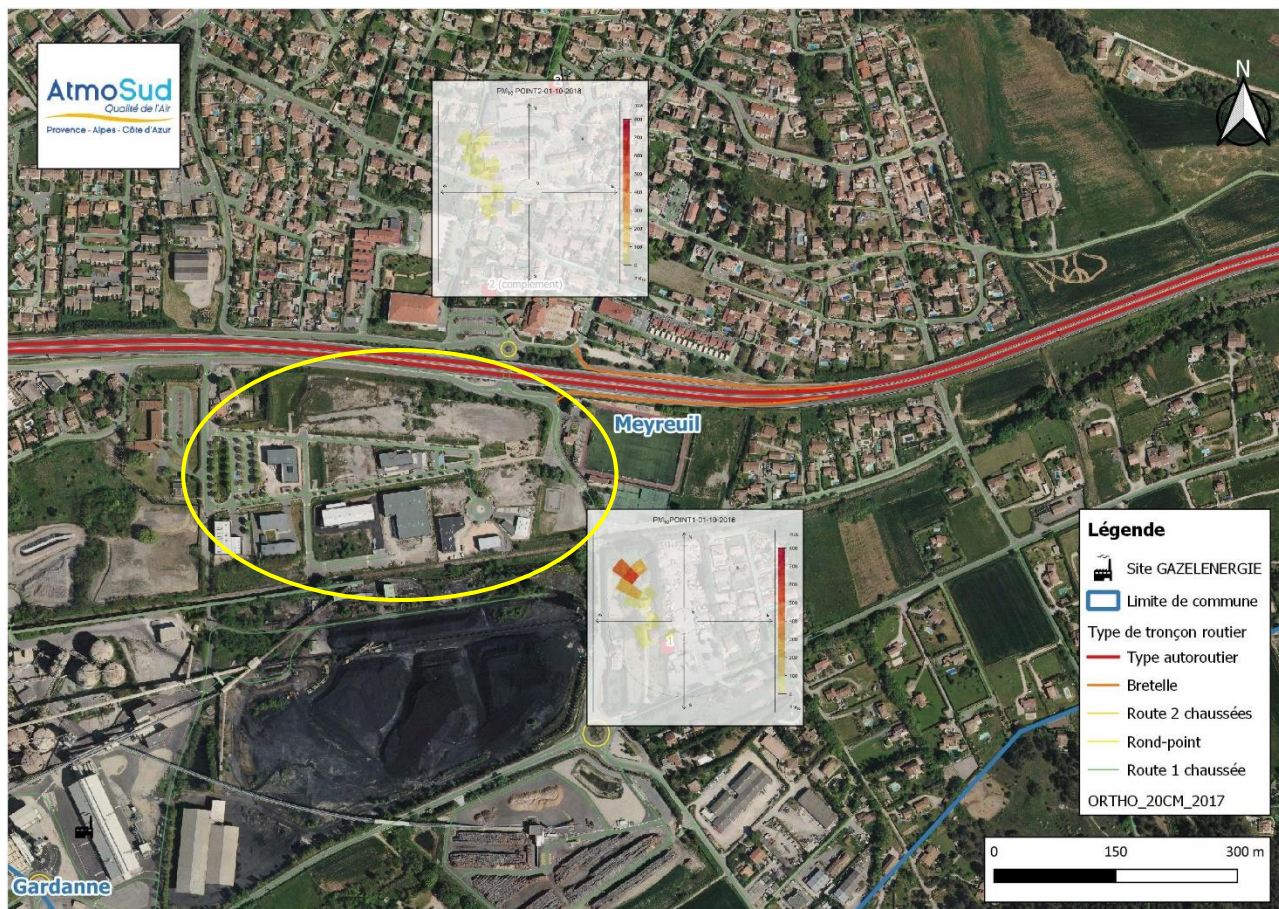 AtmoSud
Qualité de l'Air
Provenence - Alpes - Côte d'Azur
N
PM10 POINT2-01-10-2018
2 (complement)
Meyreuil
PM10 POINT1-01-10-2018
Légende
Site GAZELENERGIE
Limite de commune
Type de tronçon routier
Type autoroutier
Bretelle
Route 2 chaussées
Rond-point
Route 1 chaussée
ORTHO_20CM_2017
0 150 300 m
Gardanne